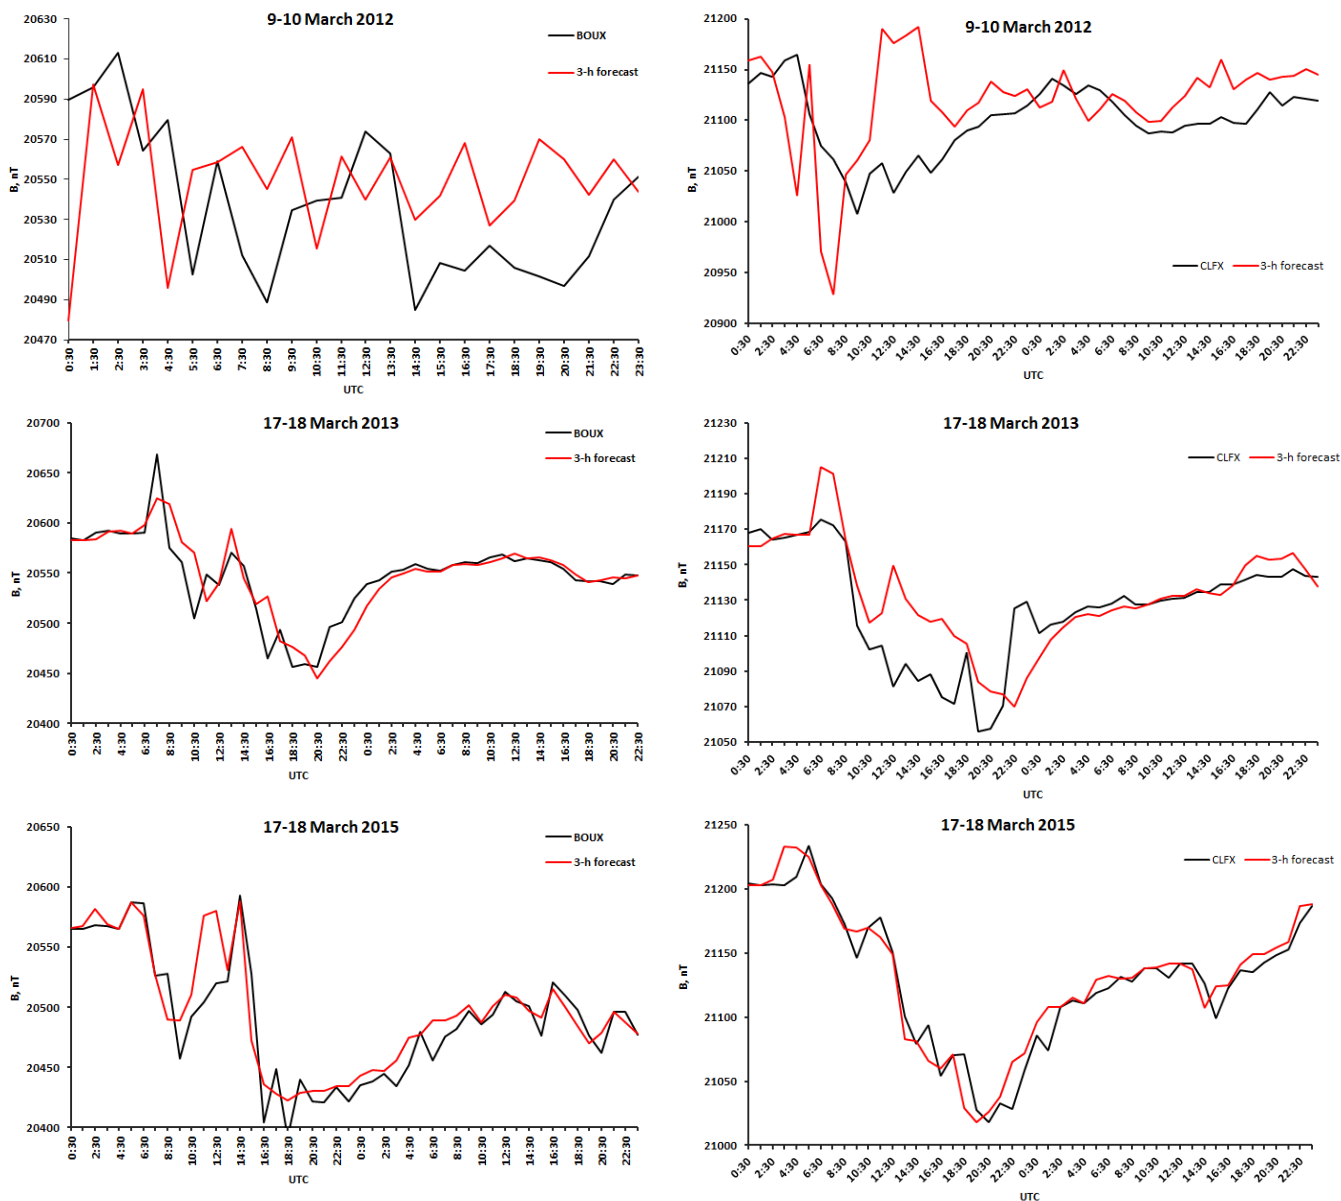 9-10 March 2012
BOUX
3-h forecast
B, nT
20630
20610
20590
20570
20550
20530
20510
20490
20470
0:30 1:30 2:30 3:30 4:30 5:30 6:30 7:30 8:30 9:30 10:30 11:30 12:30 13:30 14:30 15:30 16:30 17:30 18:30 19:30 20:30 21:30 22:30 23:30
UTC
9-10 March 2012
CLFX 3-h forecast
B, nT
21200
21150
21100
21050
21000
20950
20900
0:30 2:30 4:30 6:30 8:30 10:30 12:30 14:30 16:30 18:30 20:30 22:30 0:30 2:30 4:30 6:30 8:30 10:30 12:30 14:30 16:30 18:30 20:30 22:30
UTC
17-18 March 2013
BOUX
3-h forecast
B, nT
20700
20650
20600
20550
20500
20450
20400
0:30 2:30 4:30 6:30 8:30 10:30 12:30 14:30 16:30 18:30 20:30 22:30 0:30 2:30 4:30 6:30 8:30 10:30 12:30 14:30 16:30 18:30 20:30 22:30
UTC
17-18 March 2013
CLFX 3-h forecast
B, nT
21230
21210
21190
21170
21150
21130
21110
21090
21070
21050
0:30 2:30 4:30 6:30 8:30 10:30 12:30 14:30 16:30 18:30 20:30 22:30 0:30 2:30 4:30 6:30 8:30 10:30 12:30 14:30 16:30 18:30 20:30 22:30
UTC
17-18 March 2015
BOUX
3-h forecast
B, nT
20650
20600
20550
20500
20450
20400
0:30 2:30 4:30 6:30 8:30 10:30 12:30 14:30 16:30 18:30 20:30 22:30 0:30 2:30 4:30 6:30 8:30 10:30 12:30 14:30 16:30 18:30 20:30 22:30
UTC
17-18 March 2015
CLFX 3-h forecast
B, nT
21250
21200
21150
21100
21050
21000
0:30 2:30 4:30 6:30 8:30 10:30 12:30 14:30 16:30 18:30 20:30 22:30 0:30 2:30 4:30 6:30 8:30 10:30 12:30 14:30 16:30 18:30 20:30 22:30
UTC